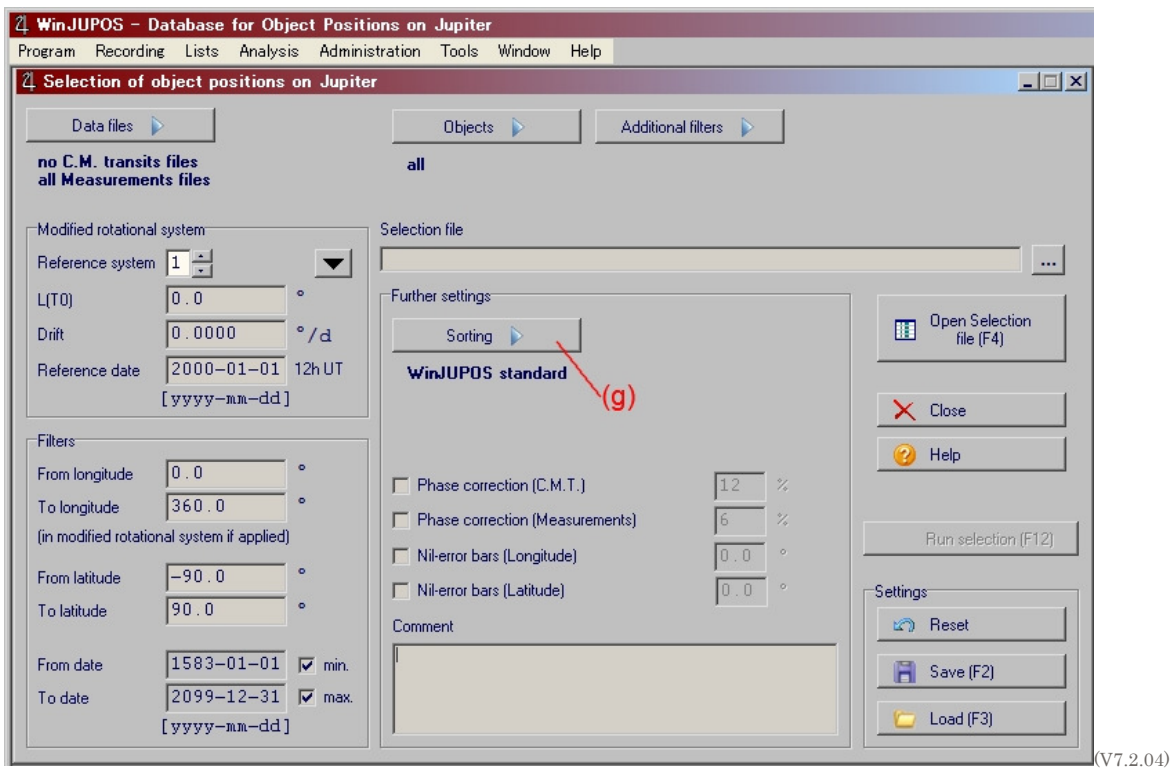 WinJUPOS - Database for Object Positions on Jupiter
Program Recording Lists Analysis Administration Tools Window Help
Selection of object positions on Jupiter
Data files
no C.M. transits files
all Measurements files
Objects
all
Additional filters
Modified rotational system
Reference system 1
L(T0) 0.0 °
Drift 0.0000 °/d
Reference date 2000-01-01 12h UT
[yyyy-mm-dd]
Filters
From longitude 0.0 °
To longitude 360.0 °
(in modified rotational system if applied)
From latitude -90.0 °
To latitude 90.0 °
From date 1583-01-01 min.
To date 2099-12-31 max.
[yyyy-mm-dd]
Selection file
...
Further settings
Sorting
WinJUPOS standard
(g)
Phase correction (C.M.T.) 12 %
Phase correction (Measurements) 6 %
Nil-error bars (Longitude) 0.0 °
Nil-error bars (Latitude) 0.0 °
Comment
Open Selection
file (F4)
Close
Help
Run selection (F12)
Settings
Reset
Save (F2)
Load (F3)
(V7.2.04)